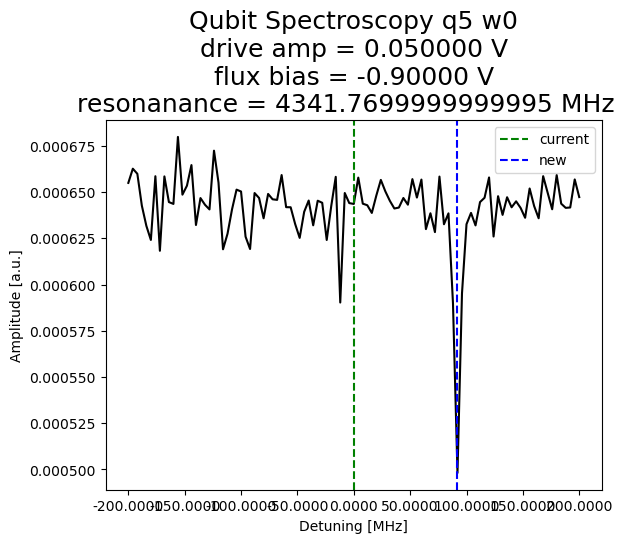 Qubit Spectroscopy q5 w0
drive amp = 0.050000 V
flux bias = -0.90000 V
resonanance = 4341.7699999999995 MHz
current
new
0.000675
0.000650
0.000625
0.000600
0.000575
0.000550
0.000525
0.000500
Amplitude [a.u.]
-200.0000 -150.0000 -100.0000 -50.0000 0.0000 50.0000 100.0000 150.0000 200.0000
Detuning [MHz]